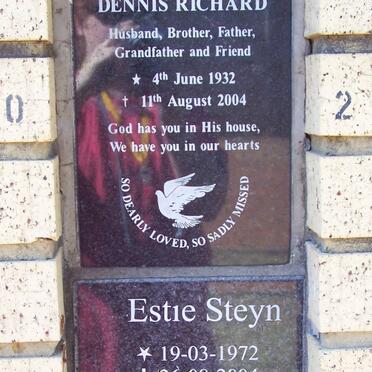 DENNIS RICHARD
Husband, Brother, Father,
Grandfather and Friend
★ 4th June 1932
† 11th August 2004
God has you in His house,
We have you in our hearts
SO DEARLY LOVED, SO SADLY MISSED
0
2
Estie Steyn
★ 19-03-1972